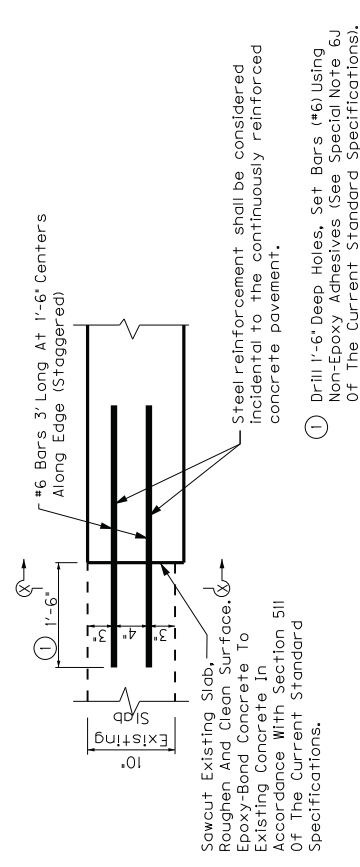 #6 Bars 3' Long At 1'-6" Centers
Along Edge (Staggered)
X
X
1
1'-6"
3"
4"
3"
10"
Existing
Slab
Steel reinforcement shall be considered
incidental to the continuously reinforced
concrete pavement.
Sawcut Existing Slab,
Roughen And Clean Surface.
Epoxy-Bond Concrete To
Existing Concrete In
Accordance With Section 511
Of The Current Standard
Specifications.
1 Drill 1'-6" Deep Holes, Set Bars (#6) Using
Non-Epoxy Adhesives (See Special Note 6J
Of The Current Standard Specifications).